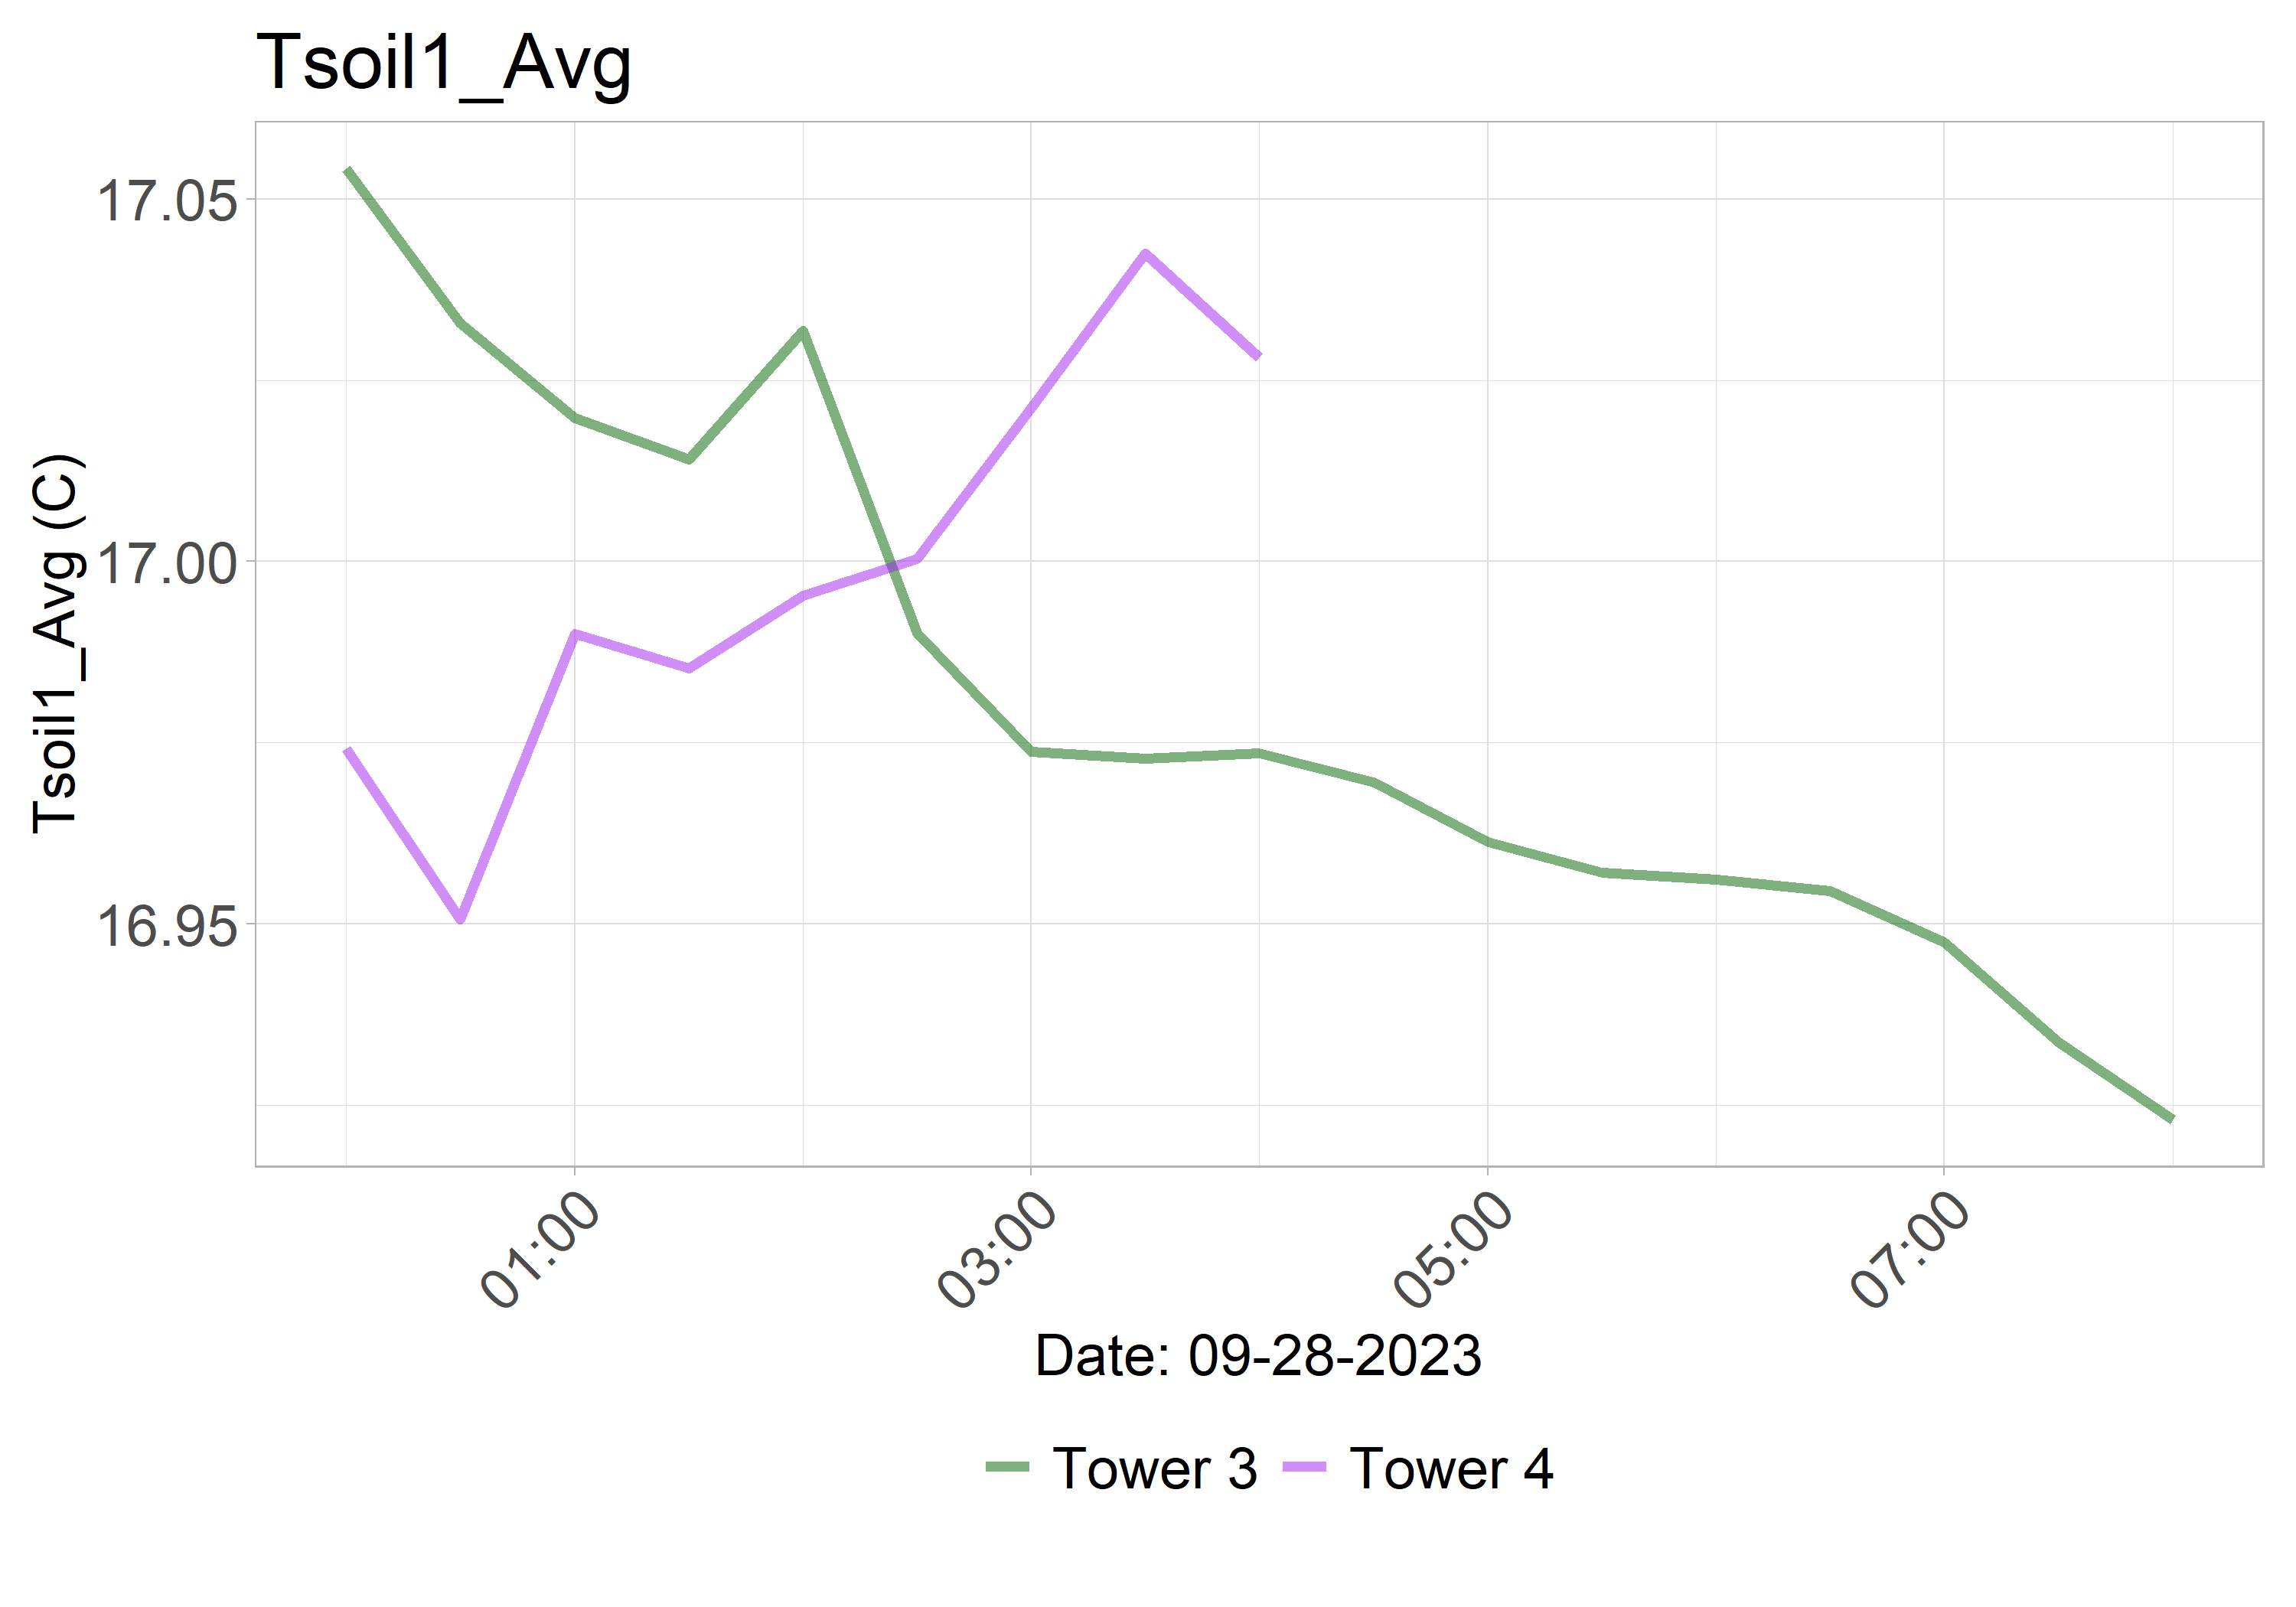 Tsoil1_Avg
Tsoil1_Avg (C)
17.05
17.00
16.95
01:00
03:00
05:00
07:00
Date: 09-28-2023
Tower 3
Tower 4